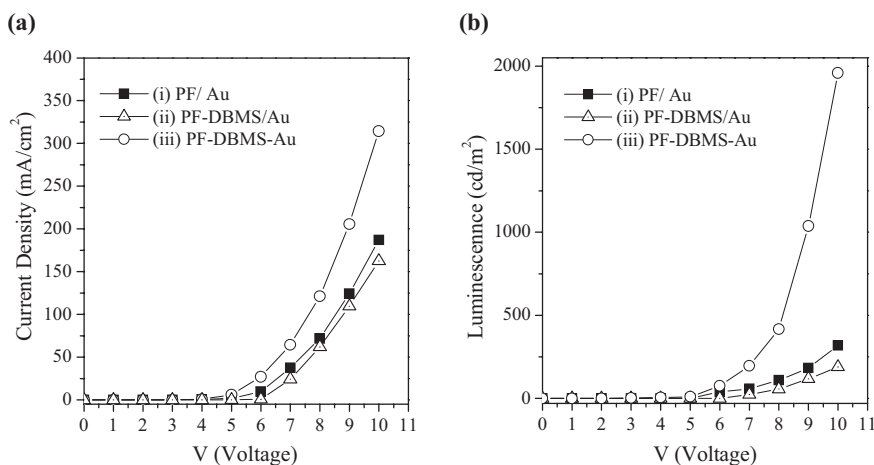 (a)
400
350
300
250
200
150
100
50
0
Current Density (mA/cm²)
(i) PF/ Au
(ii) PF-DBMS/Au
(iii) PF-DBMS-Au
0 1 2 3 4 5 6 7 8 9 10 11
V (Voltage)
(b)
2000
1500
1000
500
0
Luminescennce (cd/m²)
(i) PF/ Au
(ii) PF-DBMS/Au
(iii) PF-DBMS-Au
0 1 2 3 4 5 6 7 8 9 10 11
V (Voltage)